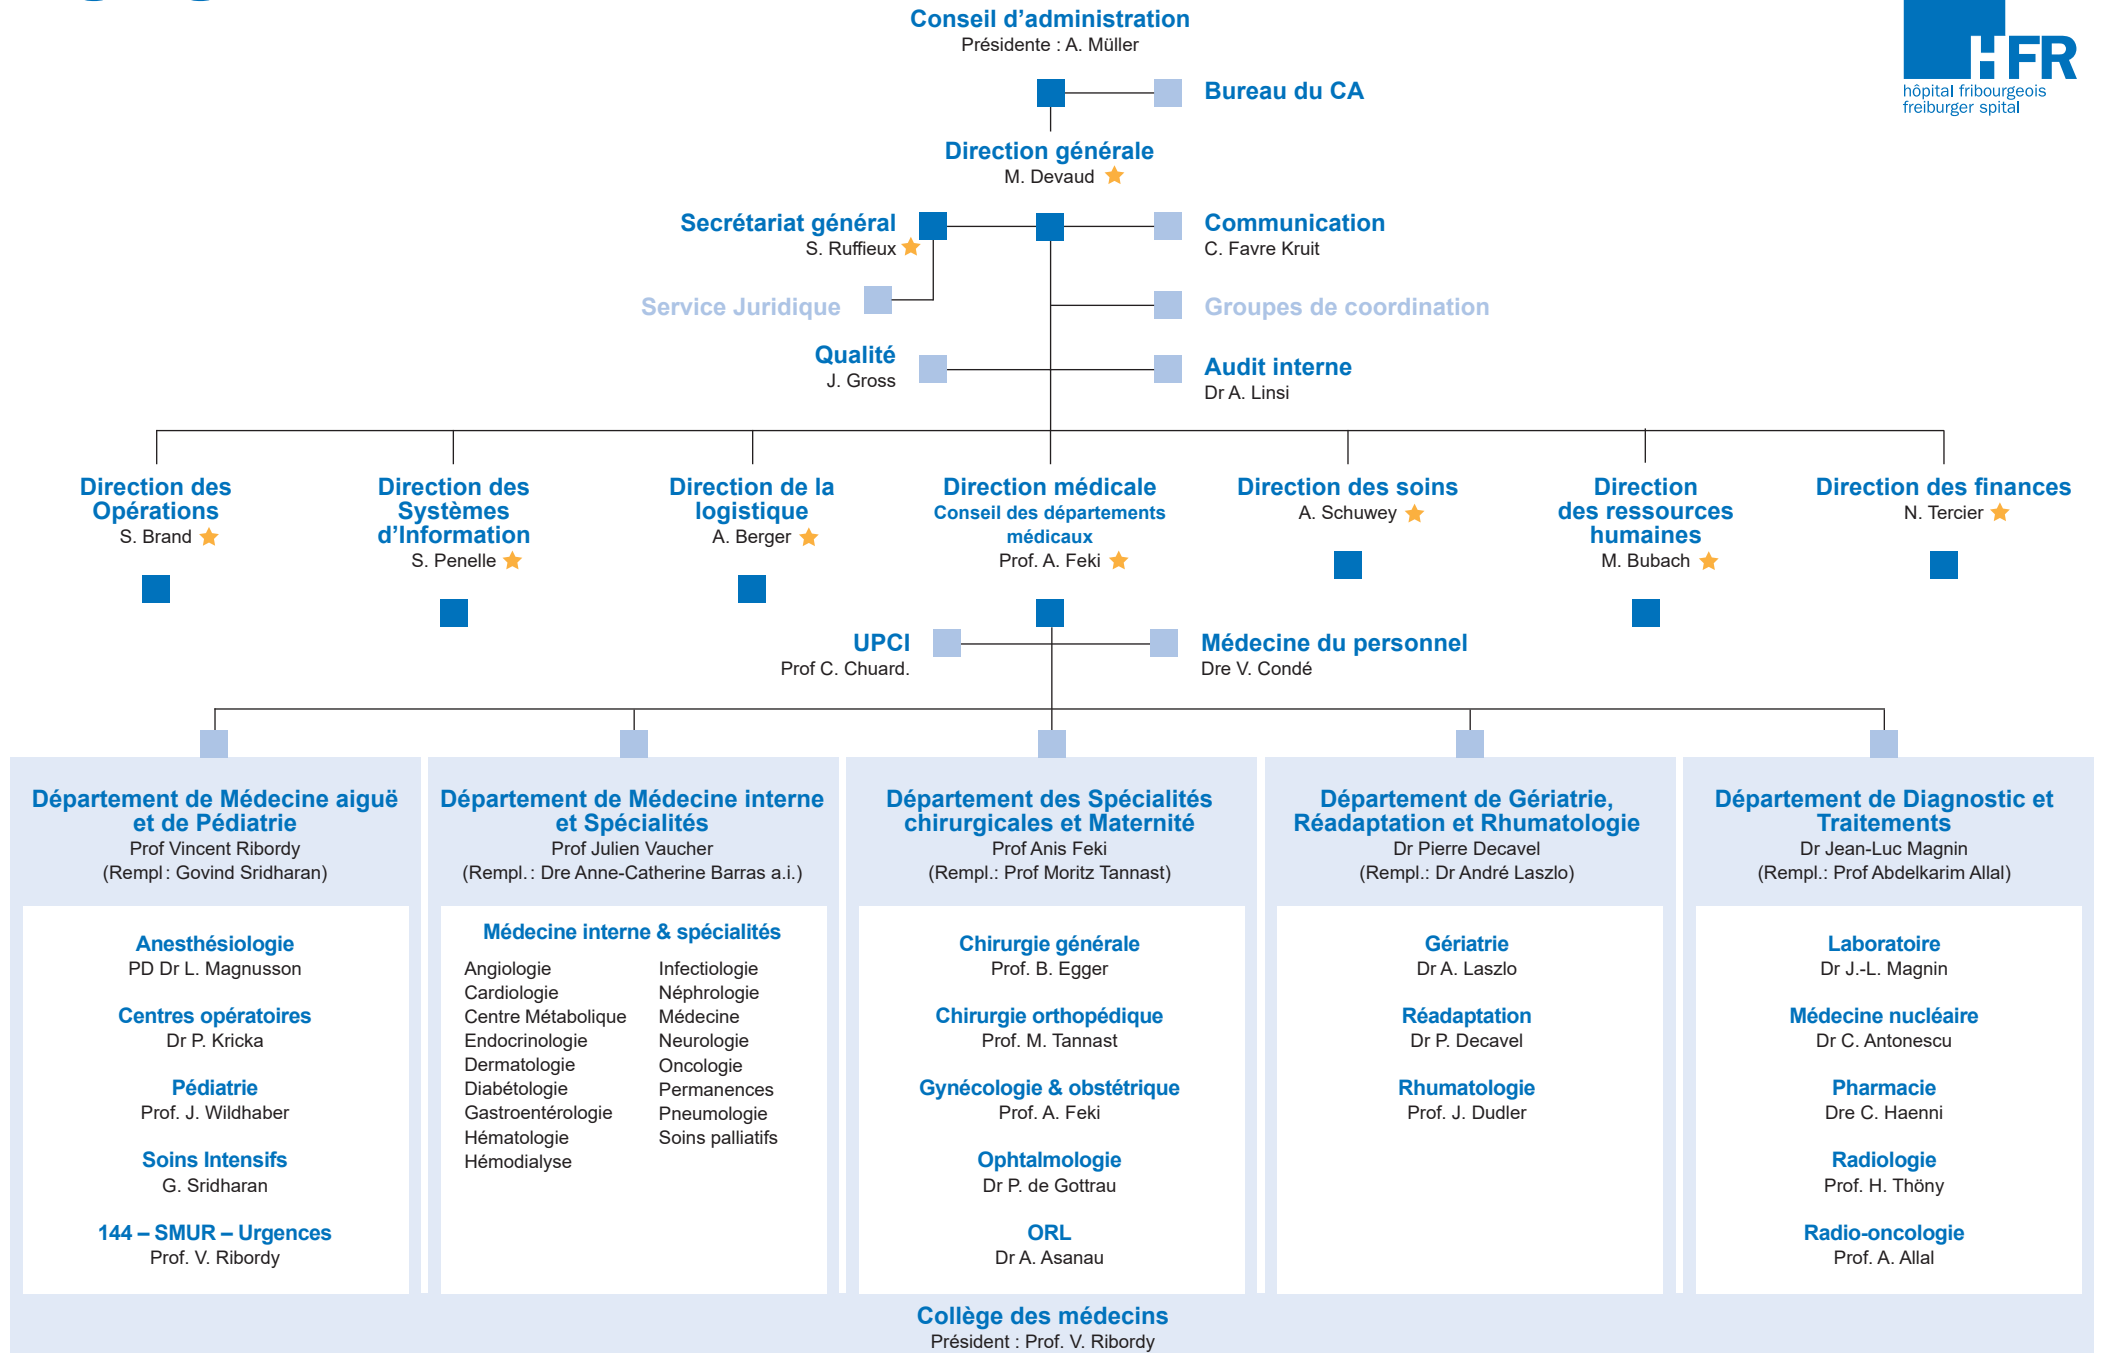 Conseil d'administration
Présidente : A. Müller
HFR
hôpital fribourgeois
freiburger spital
Bureau du CA
Direction générale
M. Devaud
Secrétariat général
S. Ruffieux
Communication
C. Favre Kruit
Service Juridique
Groupes de coordination
Qualité
J. Gross
Audit interne
Dr A. Linsi
Direction des
Opérations
S. Brand
Direction des
Systèmes
d'Information
S. Penelle
Direction de la
logistique
A. Berger
Direction médicale
Conseil des départements
médicaux
Prof. A. Feki
Direction des soins
A. Schuwey
Direction
des ressources
humaines
M. Bubach
Direction des finances
N. Tercier
UPCI
Prof C. Chuard.
Médecine du personnel
Dre V. Condé
Département de Médecine aiguë
et de Pédiatrie
Prof Vincent Ribordy
(Rempl : Govind Sridharan)
Anesthésiologie
PD Dr L. Magnusson
Centres opératoires
Dr P. Kricka
Pédiatrie
Prof. J. Wildhaber
Soins Intensifs
G. Sridharan
144 – SMUR – Urgences
Prof. V. Ribordy
Département de Médecine interne
et Spécialités
Prof Julien Vaucher
(Rempl. : Dre Anne-Catherine Barras a.i.)
Médecine interne & spécialités
Angiologie
Cardiologie
Centre Métabolique
Endocrinologie
Dermatologie
Diabétologie
Gastroentérologie
Hématologie
Hémodialyse
Infectiologie
Néphrologie
Médecine
Neurologie
Oncologie
Permanences
Pneumologie
Soins palliatifs
Département des Spécialités
chirurgicales et Maternité
Prof Anis Feki
(Rempl.: Prof Moritz Tannast)
Chirurgie générale
Prof. B. Egger
Chirurgie orthopédique
Prof. M. Tannast
Gynécologie & obstétrique
Prof. A. Feki
Ophtalmologie
Dr P. de Gottrau
ORL
Dr A. Asanau
Département de Gériatrie,
Réadaptation et Rhumatologie
Dr Pierre Decavel
(Rempl.: Dr André Laszlo)
Gériatrie
Dr A. Laszlo
Réadaptation
Dr P. Decavel
Rhumatologie
Prof. J. Dudler
Département de Diagnostic et
Traitements
Dr Jean-Luc Magnin
(Rempl.: Prof Abdelkarim Allal)
Laboratoire
Dr J.-L. Magnin
Médecine nucléaire
Dr C. Antonescu
Pharmacie
Dre C. Haenni
Radiologie
Prof. H. Thöny
Radio-oncologie
Prof. A. Allal
Collège des médecins
Président : Prof. V. Ribordy